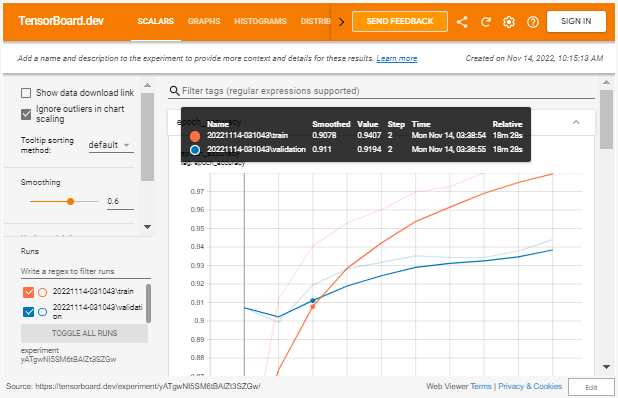 TensorBoard.dev SCALARS GRAPHS HISTOGRAMS DISTRIB SEND FEEDBACK SIGN IN
Add a name and description to the experiment to provide more context and details for these results. Learn more Created on Nov 14, 2022, 10:15:13 AM
Show data download link
Ignore outliers in chart
scaling
Tooltip sorting
method: default
Smoothing
0.6
Runs
Write a regex to filter runs
20221114-031043\train
20221114-031043\validati
on
TOGGLE ALL RUNS
experiment
yATgwNI5SM6tBAlZt3SZGw
Filter tags (regular expressions supported)
epoch_accuracy
Name Smoothed Value Step Time Relative
20221114-031043\train 0.9078 0.9407 2 Mon Nov 14, 03:38:54 18m 28s
20221114-031043\validation 0.911 0.9194 2 Mon Nov 14, 03:38:55 18m 28s
epoch_accuracy
tag: epoch_accuracy
0.97
0.96
0.95
0.94
0.93
0.92
0.91
0.9
0.89
0.88
0.87
Source: https://tensorboard.dev/experiment/yATgwNI5SM6tBAlZt3SZGw/ Web Viewer Terms | Privacy & Cookies Edit